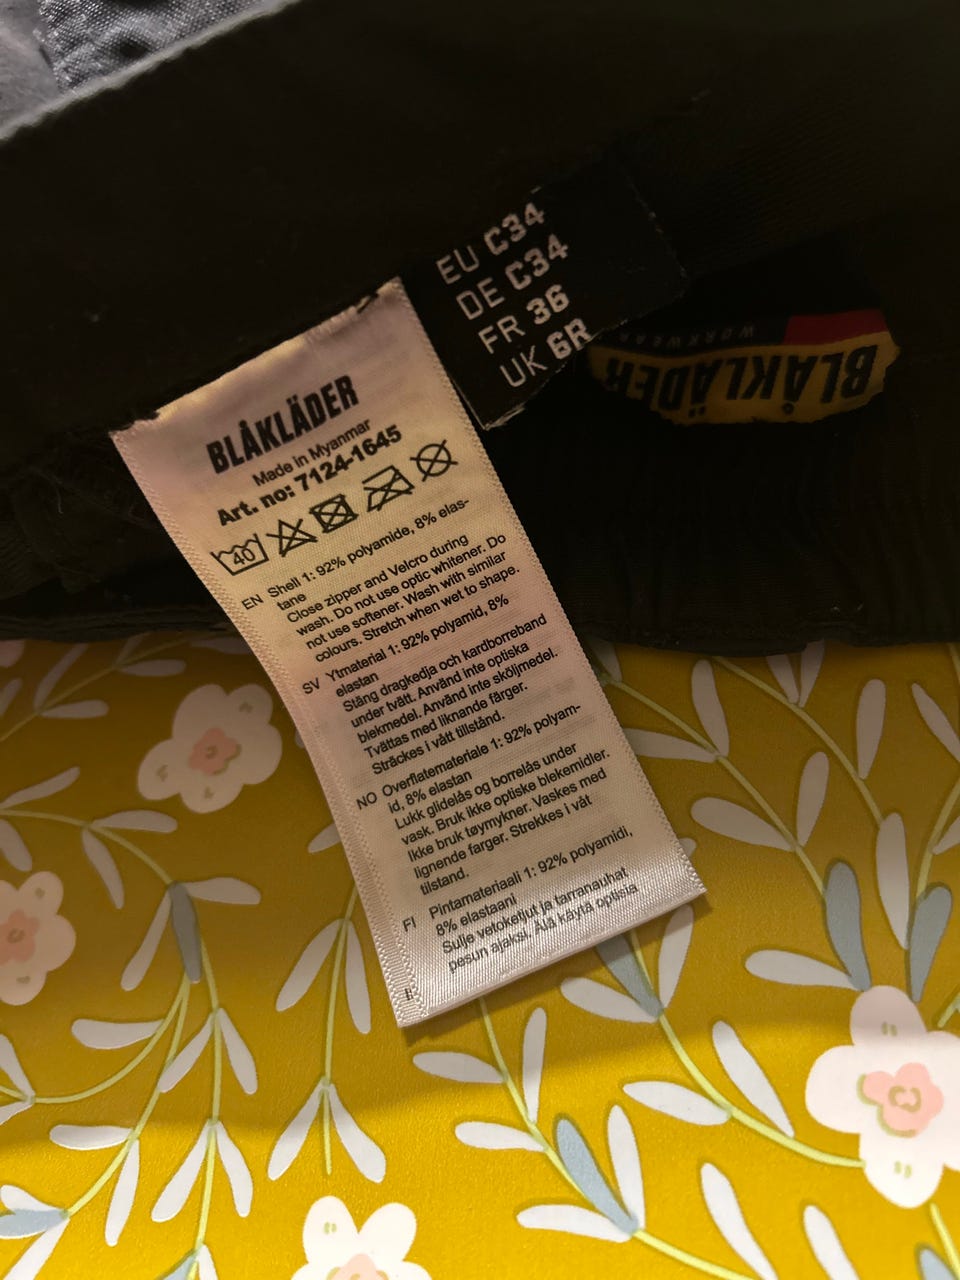 EU C34
DE C34
FR 36
UK 6R
BLÅKLÄDER
WORKWEAR
BLÅKLÄDER
Made in Myanmar
Art. no: 7124-1645
40
EN Shell 1: 92% polyamide, 8% elas-
tane
Close zipper and Velcro during
wash. Do not use optic whitener. Do
not use softener. Wash with similar
colours. Stretch when wet to shape.
SV Ytmaterial 1: 92% polyamid, 8%
elastan
Stäng dragkedja och kardborreband
under tvätt. Använd inte optiska
blekmedel. Använd inte sköljmedel.
Tvättas med liknande färger.
Sträckes i vått tillstånd.
NO Overflatemateriale 1: 92% polyam-
id, 8% elastan
Lukk glidelås og borrelås under
vask. Bruk ikke optiske blekemidler.
Ikke bruk tøymykner. Vaskes med
lignende farger. Strekkes i våt
tilstand.
FI Pintamateriaali 1: 92% polyamidi,
8% elastaani
Sulje vetoketjut ja tarranauhat
pesun ajaksi. Älä käytä optisia